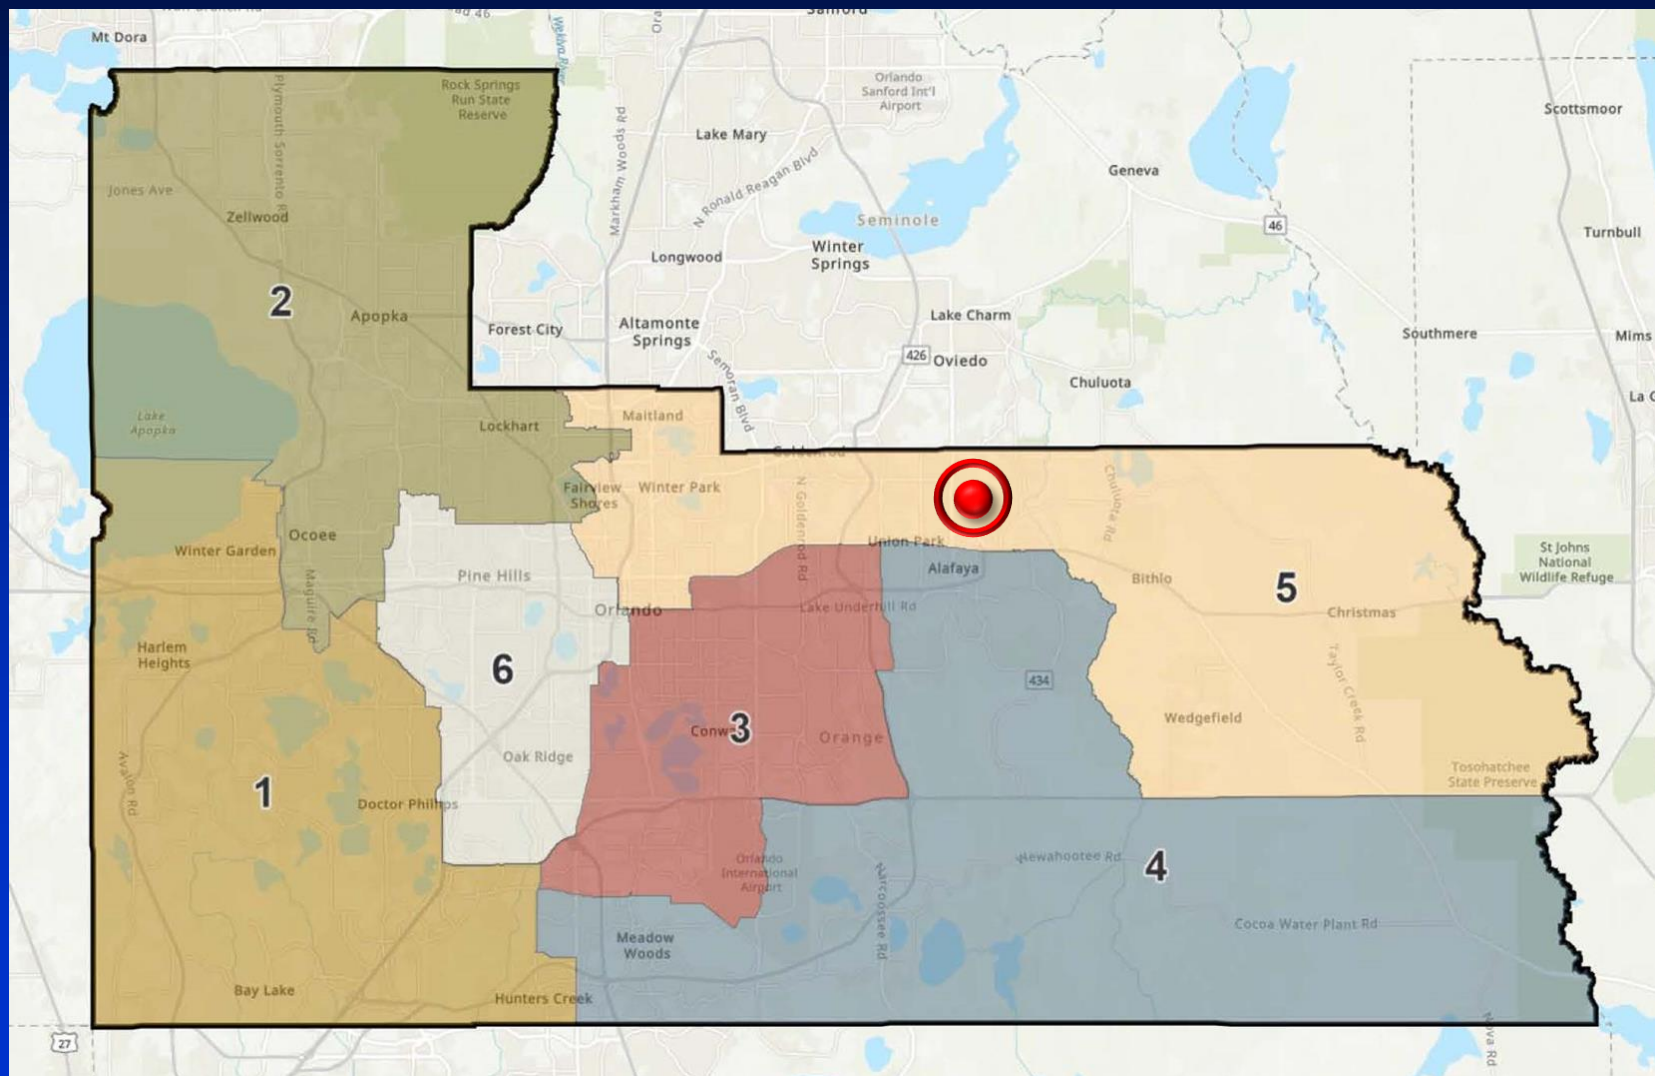 Sanford
Mt Dora
Wekiva River
Rock Springs
Run State
Reserve
Plymouth Sorrento R
Orlando
Sanford Int'l
Airport
Scottsmoor
Markham Woods Rd
Lake Mary
Geneva
N Ronald Reagan Blvd
Jones Ave
Zellwood
Seminole
46
Turnbull
Winter
Springs
Longwood
2
Apopka
Forest City
Altamonte
Springs
Lake Charm
Southmere
Mims
426
Oviedo
Semoran Blvd
Chuluota
Lake
Apopka
Maitland
Lockhart
Goldenrod
Fairview
Shores
Winter Park
N Goldenrod Rd
Chuluota Rd
Ocoee
Winter Garden
Union Park
St Johns
National
Wildlife Refuge
Pine Hills
Alafaya
Bithlo
5
Maguire Rd
Orlando
Lake Underhill Rd
Christmas
Harlem
Heights
6
434
Taylor Creek Rd
Conw
3
Orange
Wedgefield
Oak Ridge
Avalon Rd
1
Doctor Phillips
Tosohatchee
State Preserve
Orlando
International
Airport
Wewahootee Rd
4
Narcoossee Rd
Cocoa Water Plant Rd
Meadow
Woods
Bay Lake
Hunters Creek
27
Nova Rd